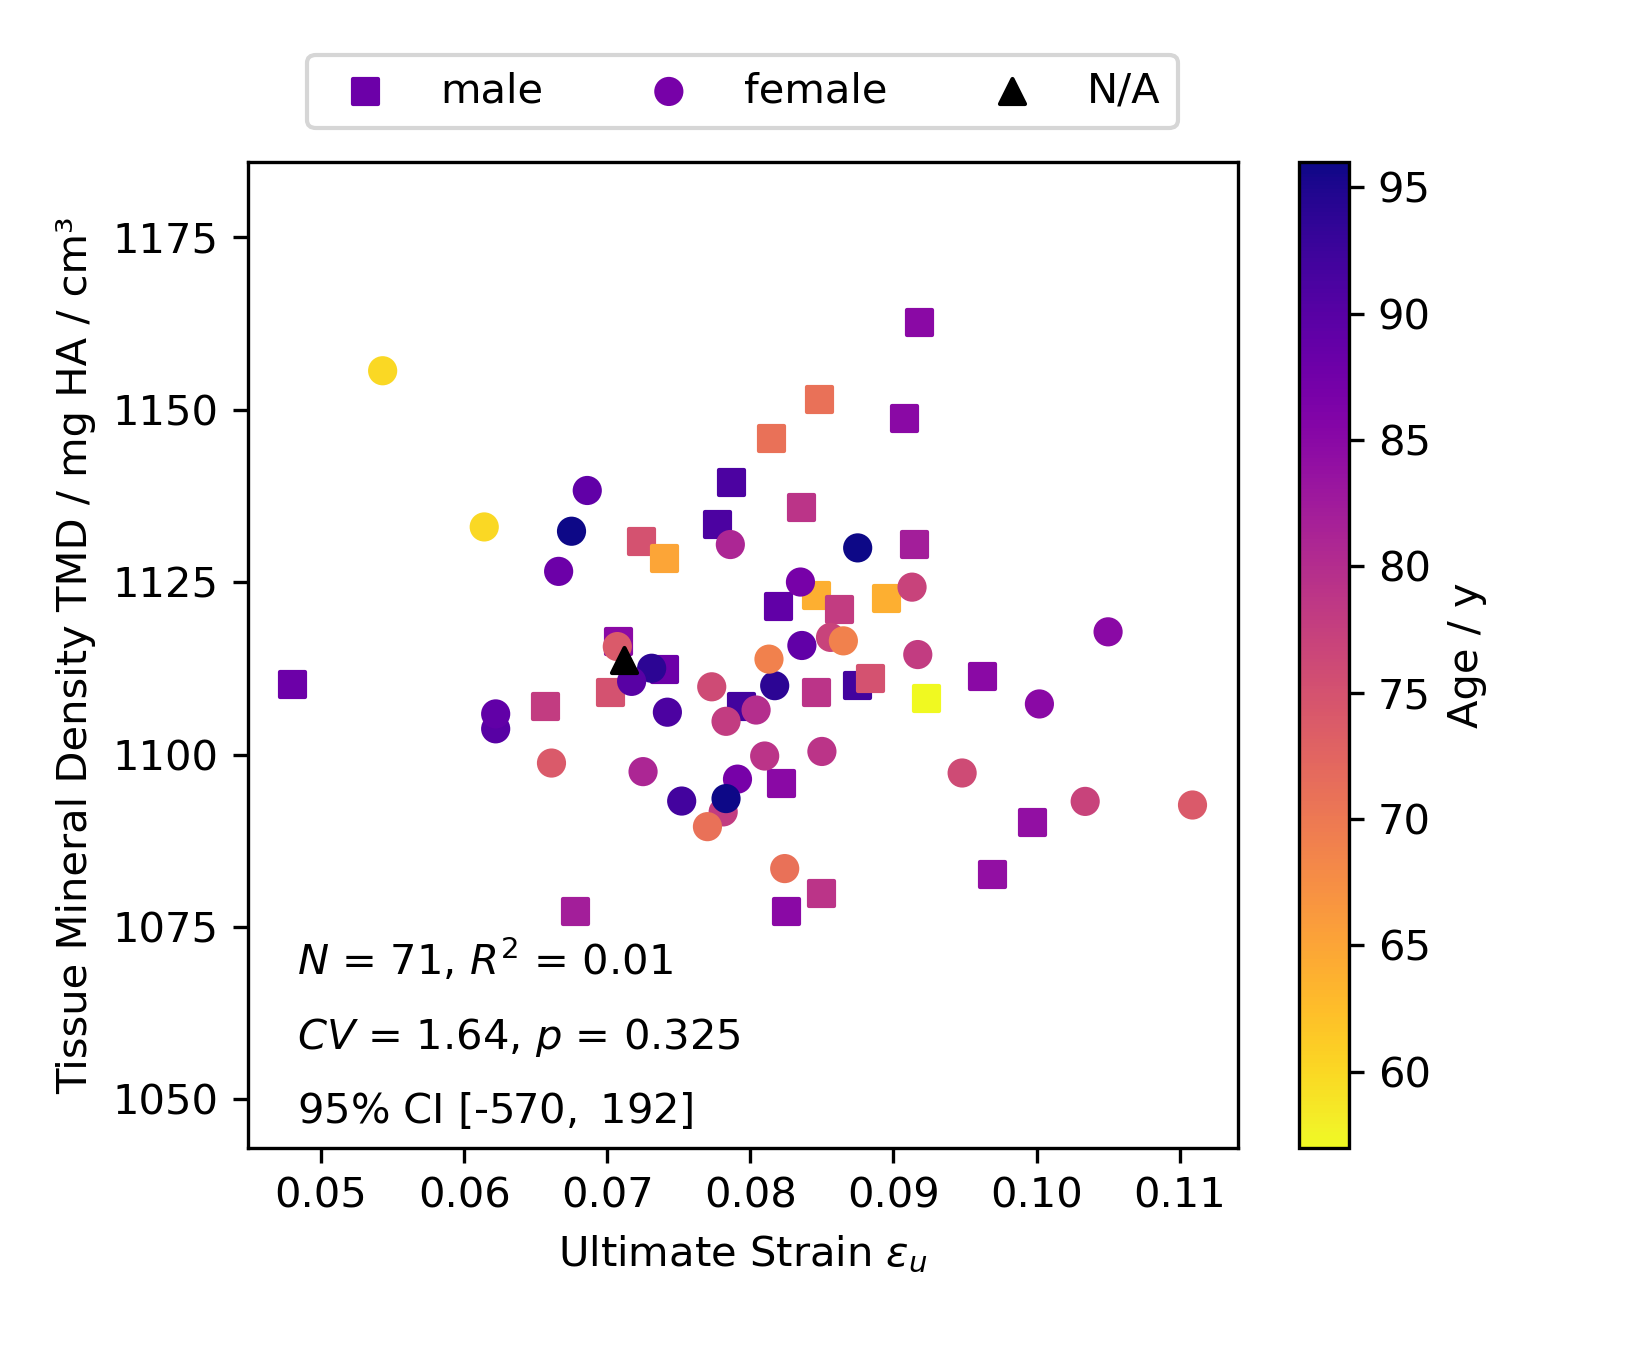 male female N/A
Tissue Mineral Density TMD / mg HA / cm³
1175
1150
1125
1100
1075
1050
N = 71, R² = 0.01
CV = 1.64, p = 0.325
95% CI [-570, 192]
0.05 0.06 0.07 0.08 0.09 0.10 0.11
Ultimate Strain εᵤ
95
90
85
80
75
70
65
60
Age / y